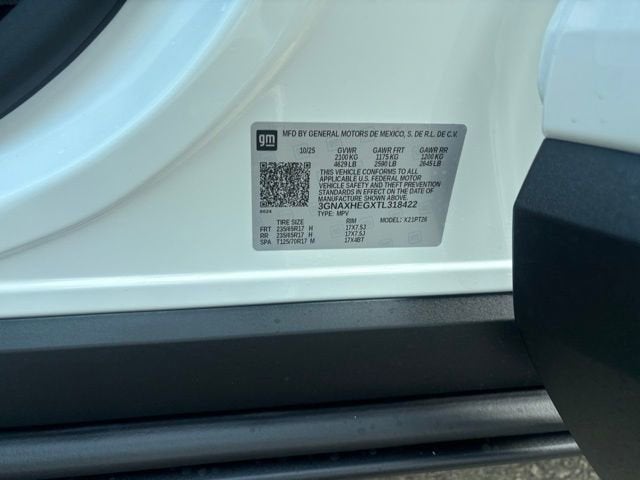 gm MFD BY GENERAL MOTORS DE MEXICO, S. DE R.L. DE C.V.
10/25 GVWR GAWR FRT GAWR RR
2100 KG 1175 KG 1200 KG
4629 LB 2590 LB 2645 LB
THIS VEHICLE CONFORMS TO ALL
APPLICABLE U.S. FEDERAL MOTOR
VEHICLE SAFETY AND THEFT PREVENTION
STANDARDS IN EFFECT ON THE DATE
OF MANUFACTURE SHOWN ABOVE.
3GNAXHEGXTL318422
TYPE: MPV MODEL: X21PT26
TIRE SIZE RIM
FRT 235/65R17 H 17X7.5J
RR 235/65R17 H 17X7.5J
SPA T125/70R17 M 17X4BT